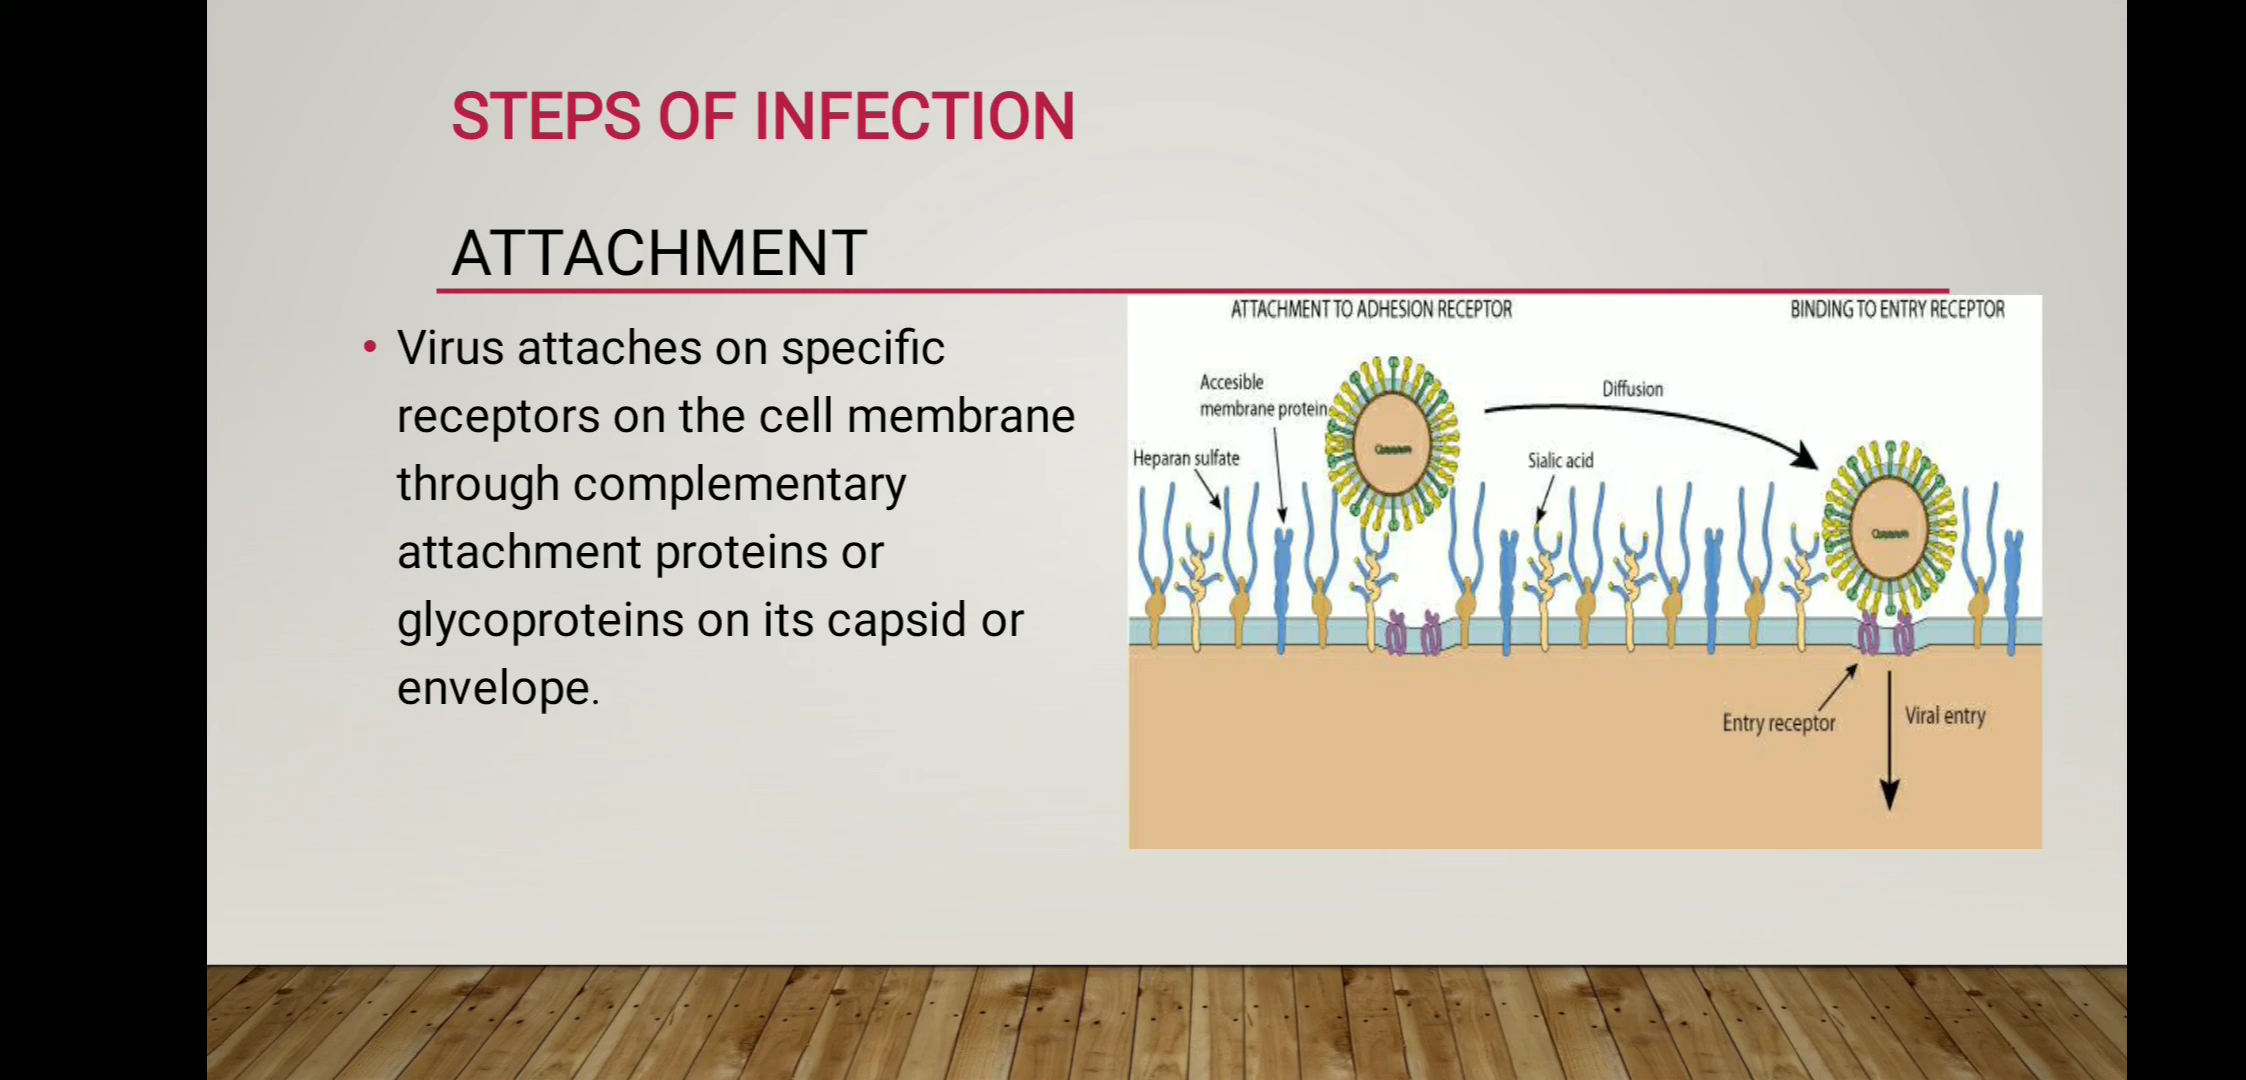 STEPS OF INFECTION
ATTACHMENT
• Virus attaches on specific
receptors on the cell membrane
through complementary
attachment proteins or
glycoproteins on its capsid or
envelope.
ATTACHMENT TO ADHESION RECEPTOR
BINDING TO ENTRY RECEPTOR
Accesible
membrane protein
Diffusion
Heparan sulfate
Sialic acid
Entry receptor
Viral entry